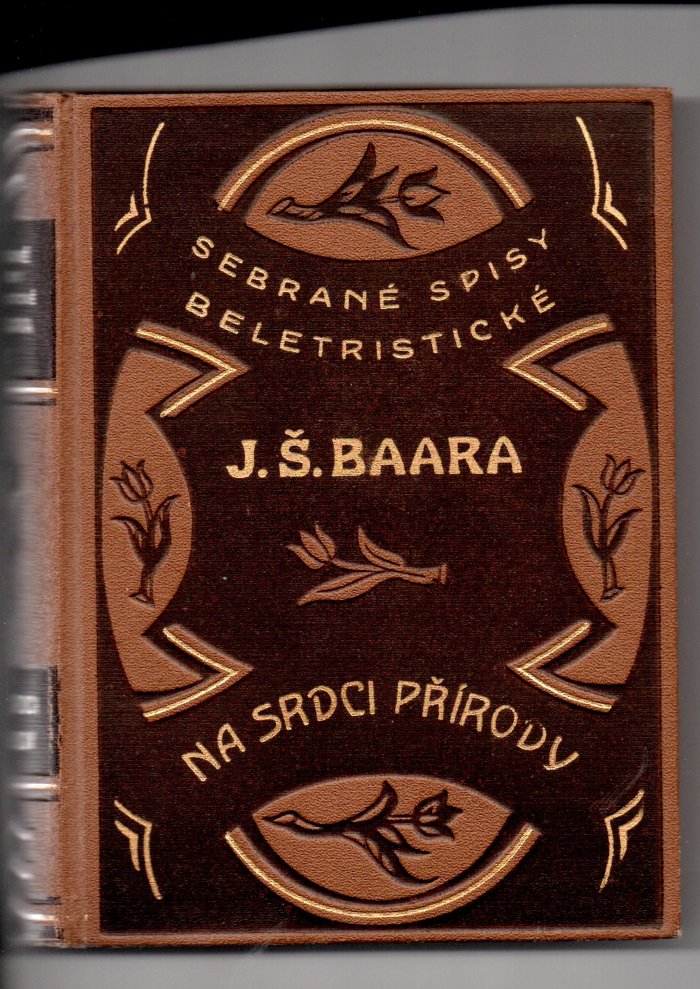 SEBRANÉ SPISY
BELETRISTICKÉ
J. Š. BAARA
NA SRDCI PŘÍRODY